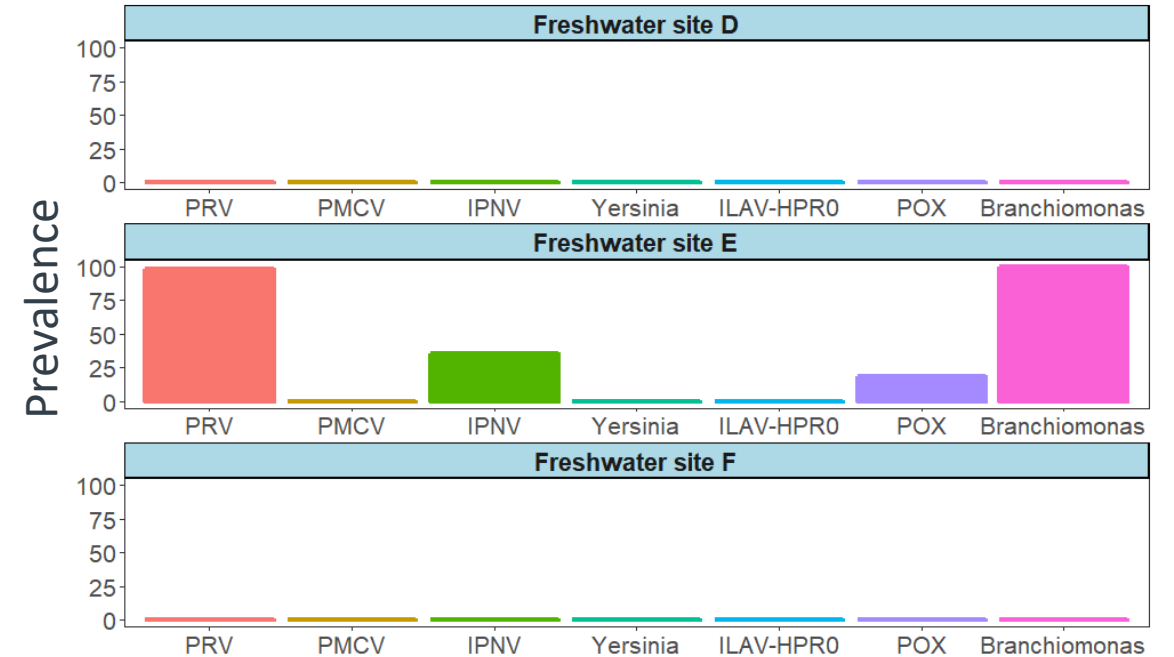 Prevalence
Freshwater site D
100
75
50
25
0
PRV PMCV IPNV Yersinia ILAV-HPR0 POX Branchiomonas
Freshwater site E
100
75
50
25
0
PRV PMCV IPNV Yersinia ILAV-HPR0 POX Branchiomonas
Freshwater site F
100
75
50
25
0
PRV PMCV IPNV Yersinia ILAV-HPR0 POX Branchiomonas